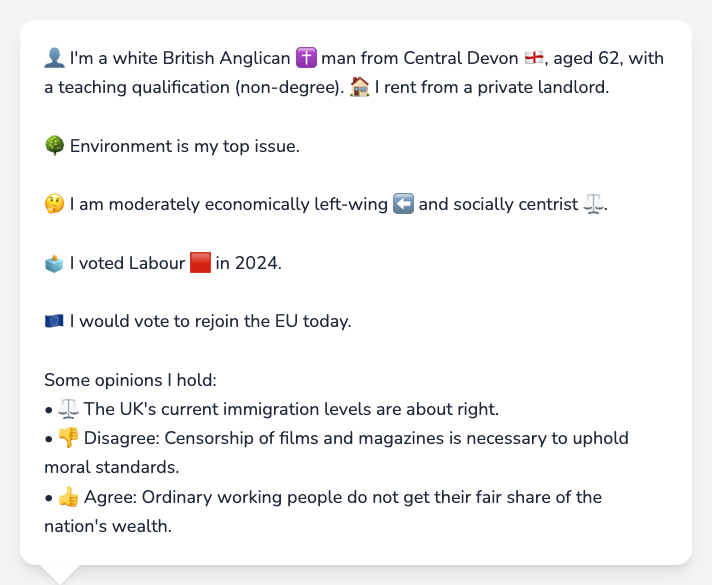 👤 I'm a white British Anglican ✝️ man from Central Devon 🏴󠁧󠁢󠁥󠁮󠁧󠁿, aged 62, with
a teaching qualification (non-degree). 🏠 I rent from a private landlord.
🌳 Environment is my top issue.
🤔 I am moderately economically left-wing ⬅️ and socially centrist ⚖️.
🗳️ I voted Labour 🟥 in 2024.
🇪🇺 I would vote to rejoin the EU today.
Some opinions I hold:
• ⚖️ The UK's current immigration levels are about right.
• 👎 Disagree: Censorship of films and magazines is necessary to uphold
moral standards.
• 👍 Agree: Ordinary working people do not get their fair share of the
nation's wealth.